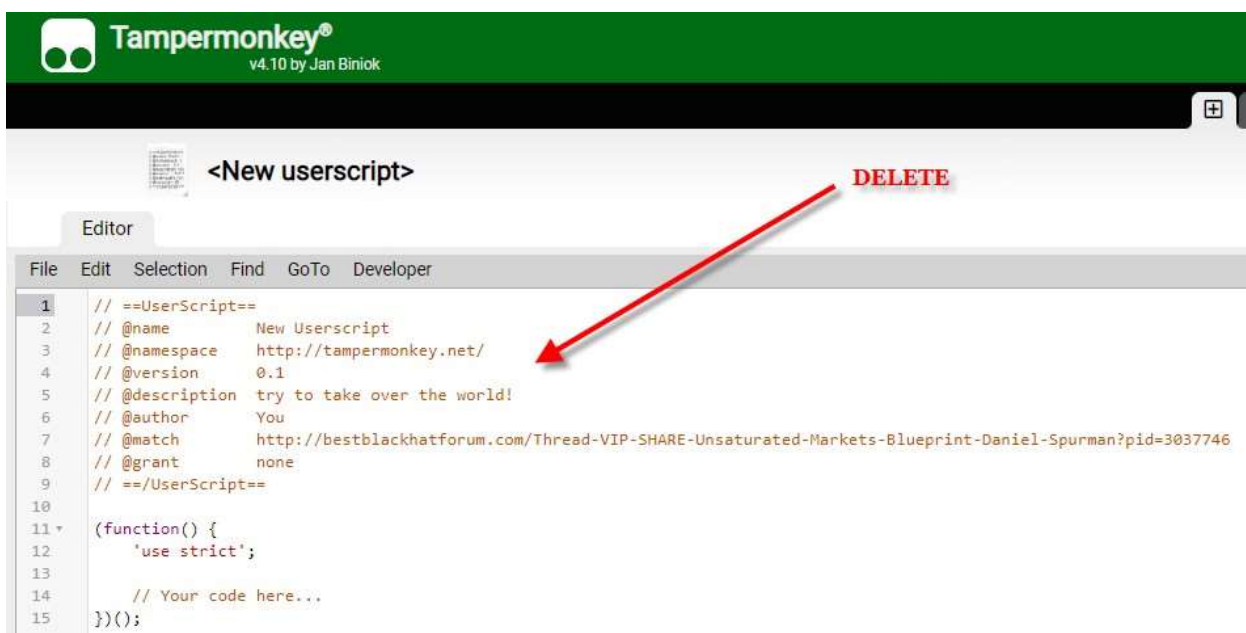 Tampermonkey®
v4.10 by Jan Biniok
<New userscript>
DELETE
Editor
File Edit Selection Find GoTo Developer
1 // ==UserScript==
2 // @name New Userscript
3 // @namespace http://tampermonkey.net/
4 // @version 0.1
5 // @description try to take over the world!
6 // @author You
7 // @match http://bestblackhatforum.com/Thread-VIP-SHARE-Unsaturated-Markets-Blueprint-Daniel-Spurman?pid=3037746
8 // @grant none
9 // ==/UserScript==
10
11 (function() {
12 'use strict';
13
14 // Your code here...
15 })();